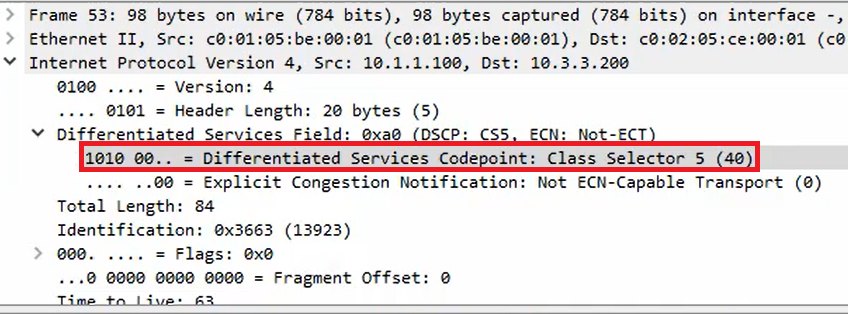 Frame 53: 98 bytes on wire (784 bits), 98 bytes captured (784 bits) on interface -,
Ethernet II, Src: c0:01:05:be:00:01 (c0:01:05:be:00:01), Dst: c0:02:05:ce:00:01 (c0
Internet Protocol Version 4, Src: 10.1.1.100, Dst: 10.3.3.200
0100 .... = Version: 4
.... 0101 = Header Length: 20 bytes (5)
Differentiated Services Field: 0xa0 (DSCP: CS5, ECN: Not-ECT)
1010 00.. = Differentiated Services Codepoint: Class Selector 5 (40)
.... ..00 = Explicit Congestion Notification: Not ECN-Capable Transport (0)
Total Length: 84
Identification: 0x3663 (13923)
000. .... = Flags: 0x0
...0 0000 0000 0000 = Fragment Offset: 0
Time to Live: 63